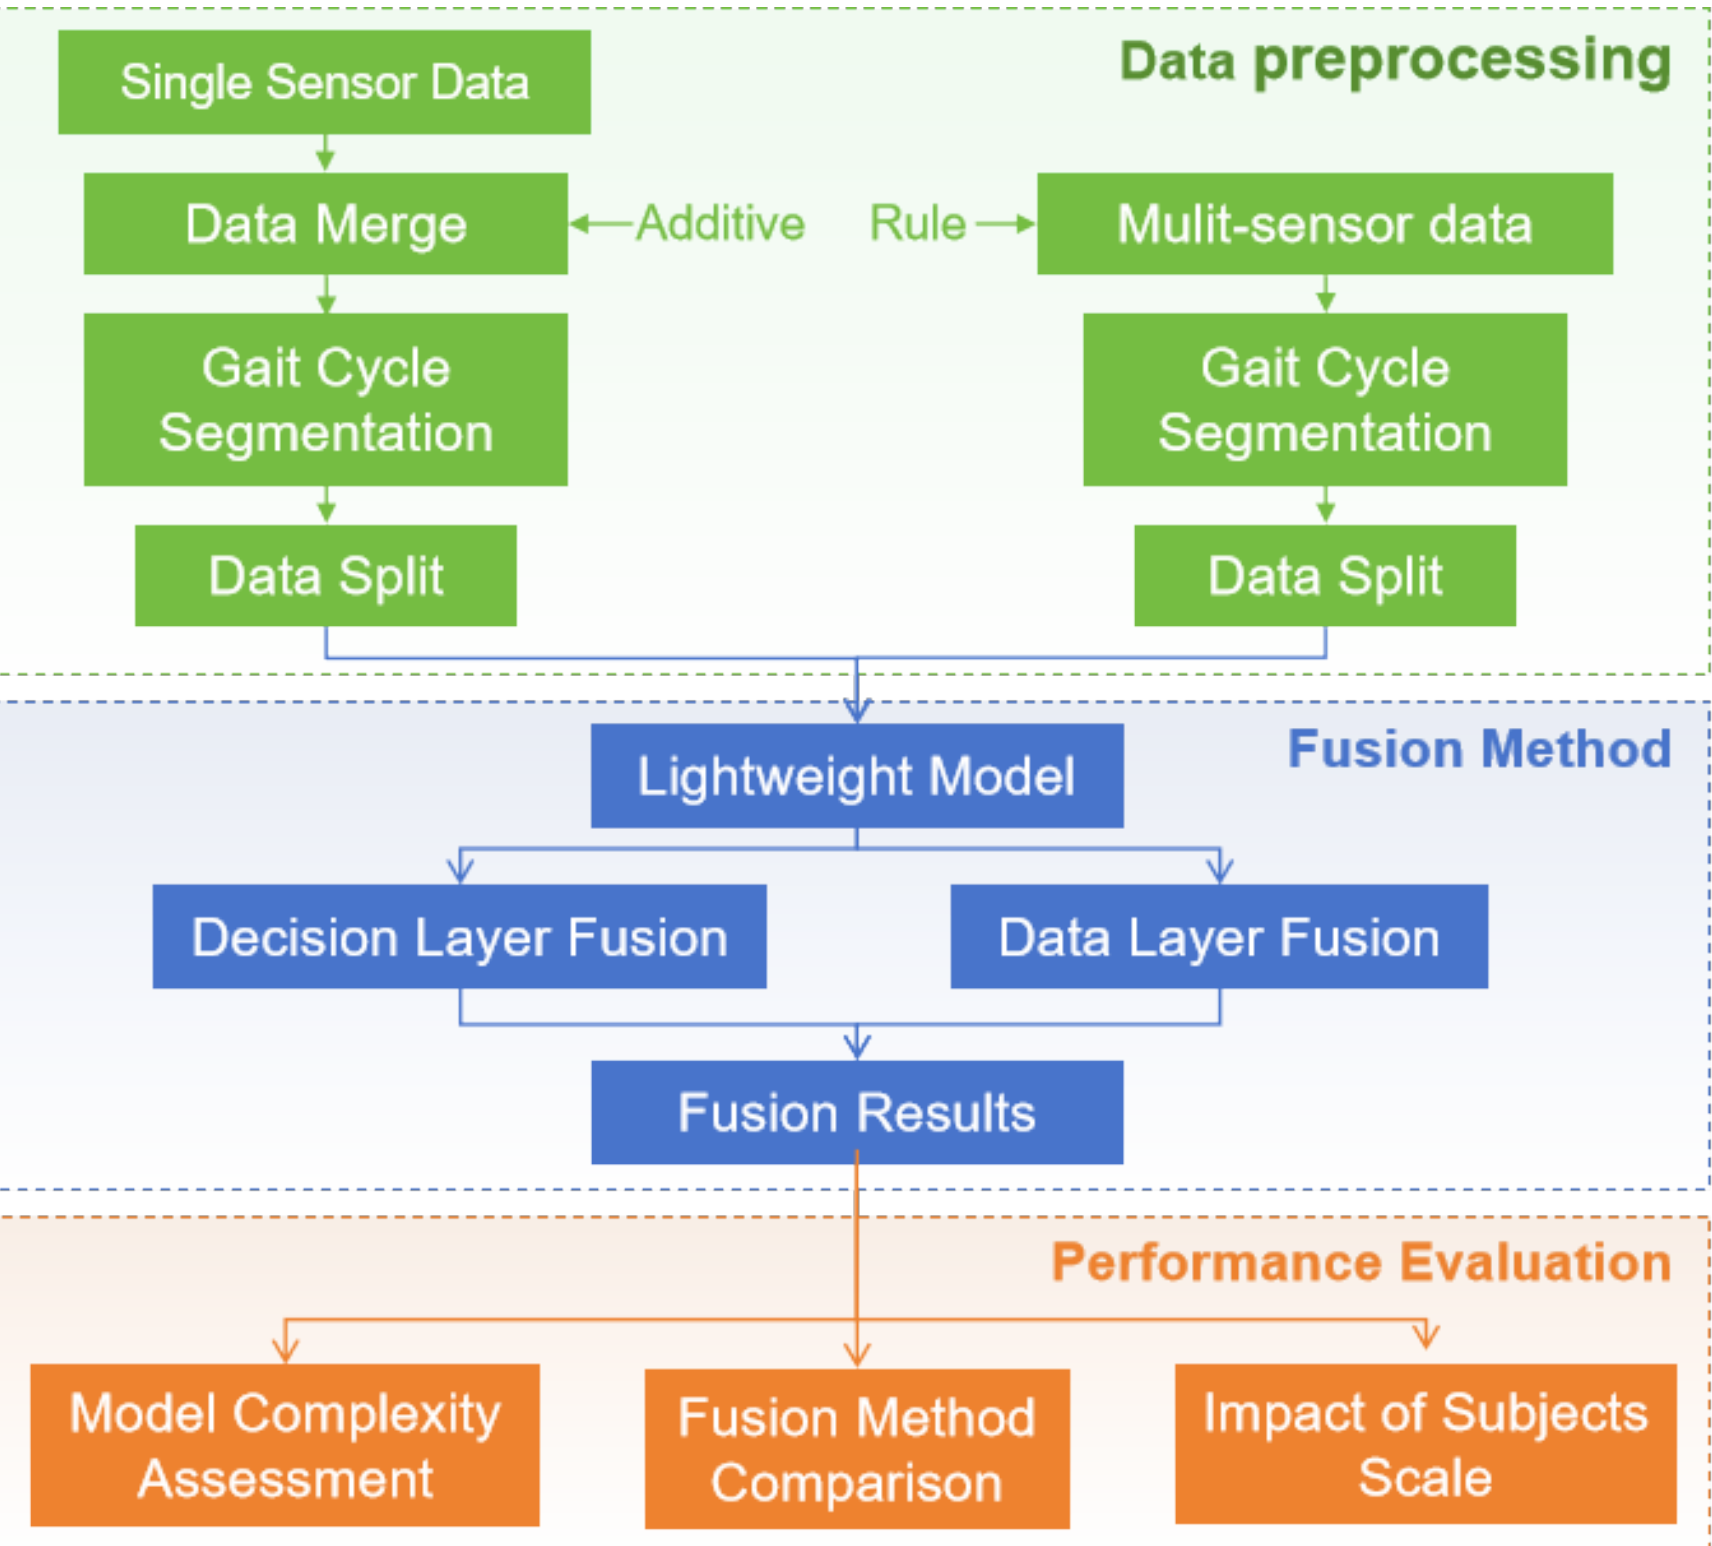 Data preprocessing
Single Sensor Data
Data Merge
Additive
Rule
Mulit-sensor data
Gait Cycle
Segmentation
Gait Cycle
Segmentation
Data Split
Data Split
Fusion Method
Lightweight Model
Decision Layer Fusion
Data Layer Fusion
Fusion Results
Performance Evaluation
Model Complexity
Assessment
Fusion Method
Comparison
Impact of Subjects
Scale